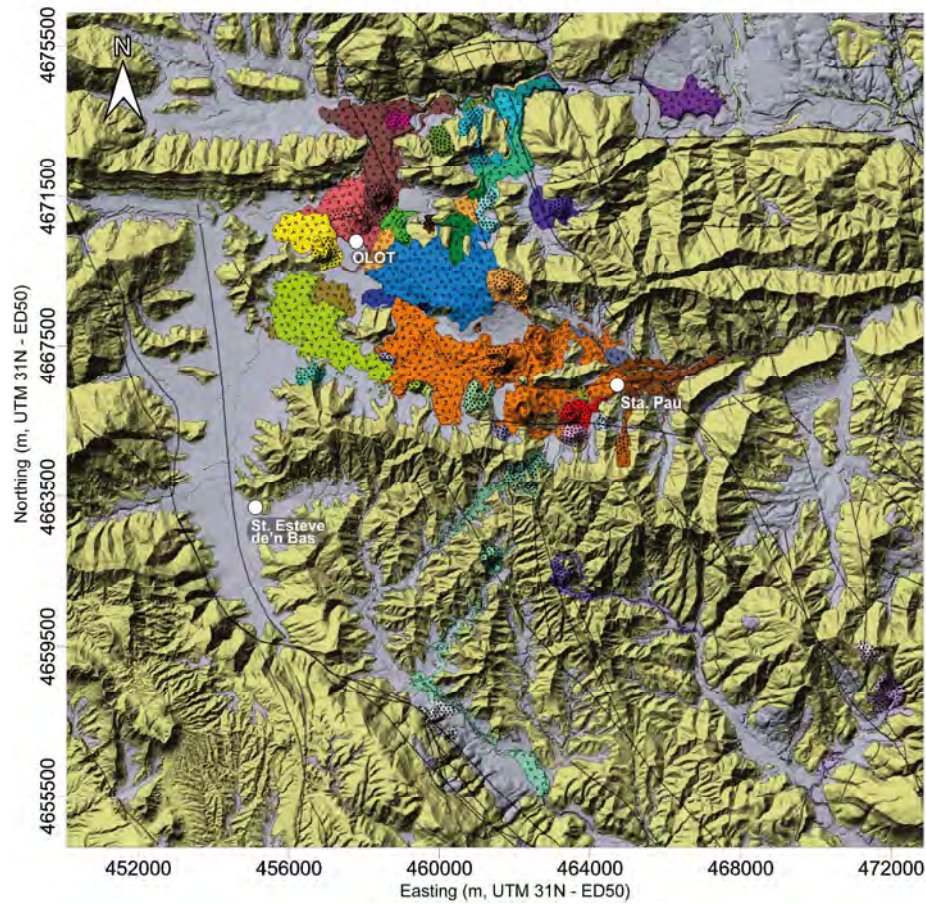 N
4675500
4671500
4667500
4663500
4659500
4655500
Northing (m, UTM 31N - ED50)
OLOT
Sta. Pau
St. Esteve
de'n Bas
452000 456000 460000 464000 468000 472000
Easting (m, UTM 31N - ED50)